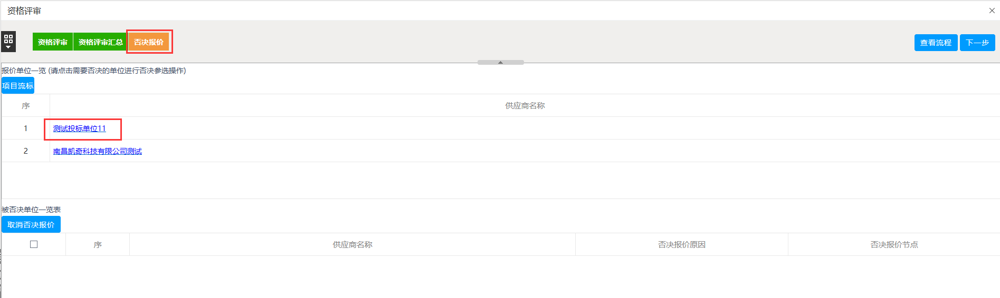 资格评审
资格评审 资格评审汇总 否决报价 查看流程 下一步
报价单位一览 (请点击需要否决的单位进行否决参选操作)
项目流标
序 供应商名称
1 测试投标单位11
2 南昌凯奇科技有限公司测试
被否决单位一览表
取消否决报价
序 供应商名称 否决报价原因 否决报价节点